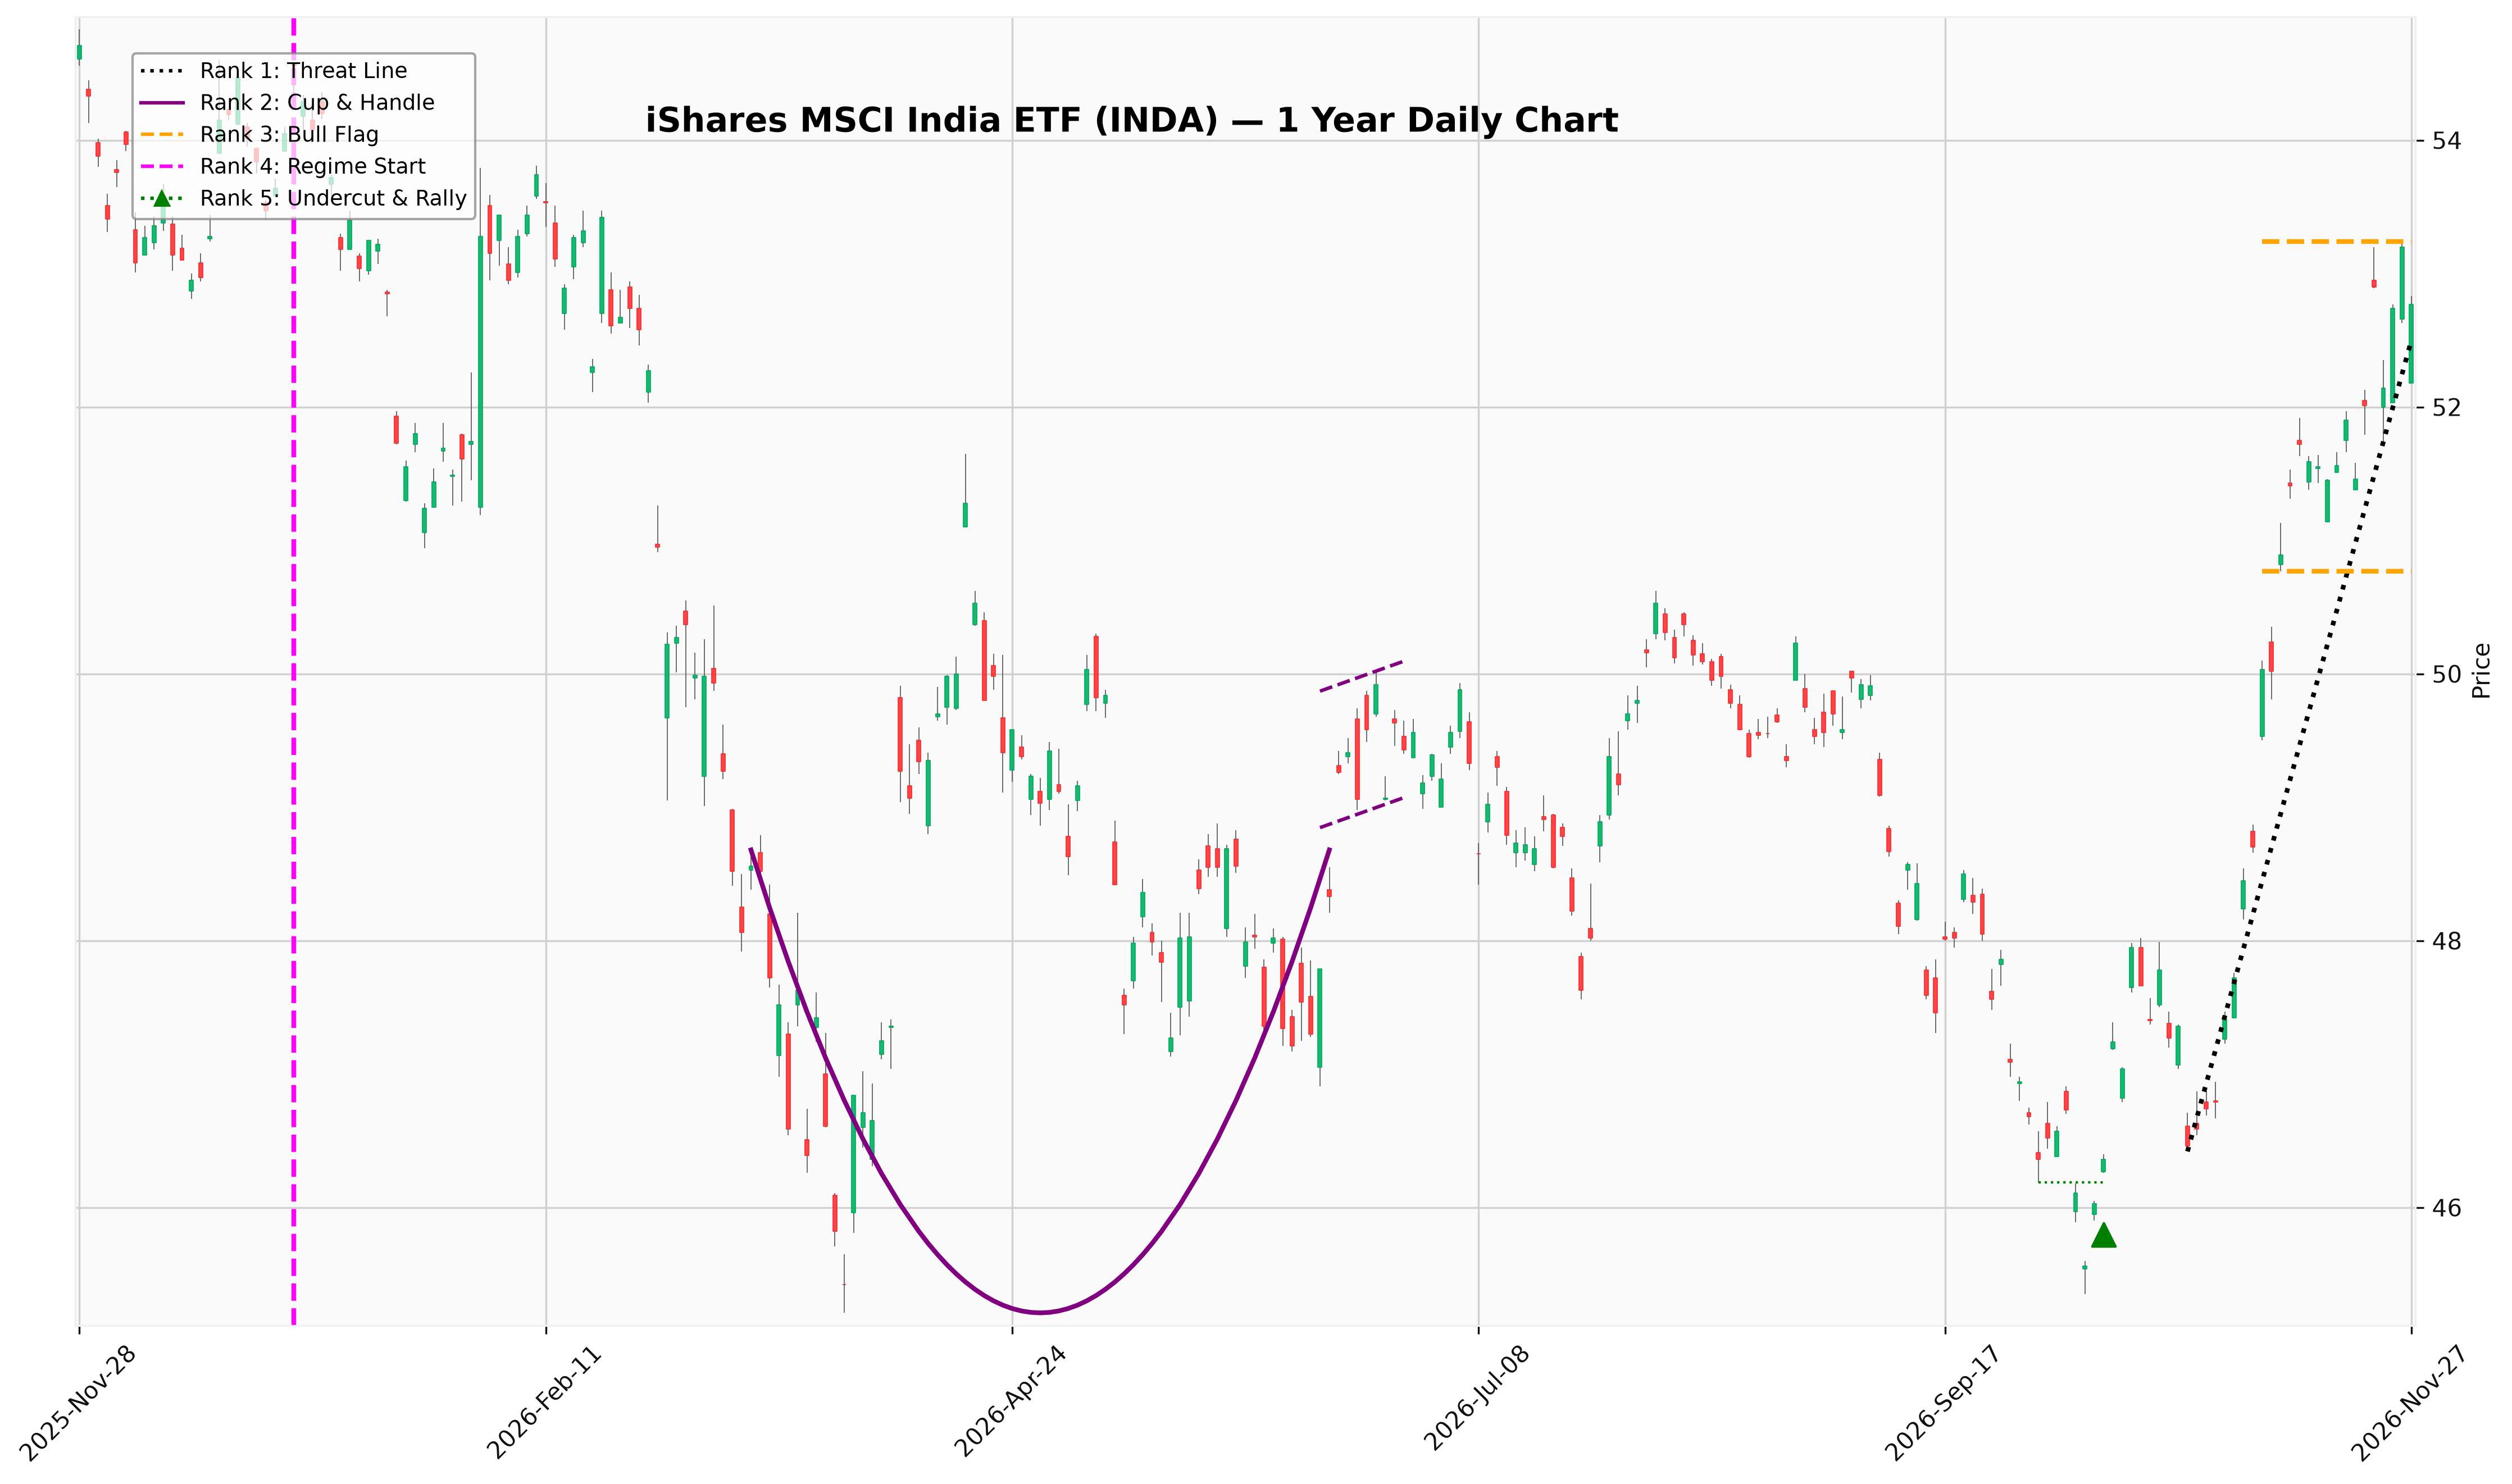 iShares MSCI India ETF (INDA) — 1 Year Daily Chart
Rank 1: Threat Line
Rank 2: Cup & Handle
Rank 3: Bull Flag
Rank 4: Regime Start
Rank 5: Undercut & Rally
54
52
50
48
46
Price
2025-Nov-28
2026-Feb-11
2026-Apr-24
2026-Jul-08
2026-Sep-17
2026-Nov-27